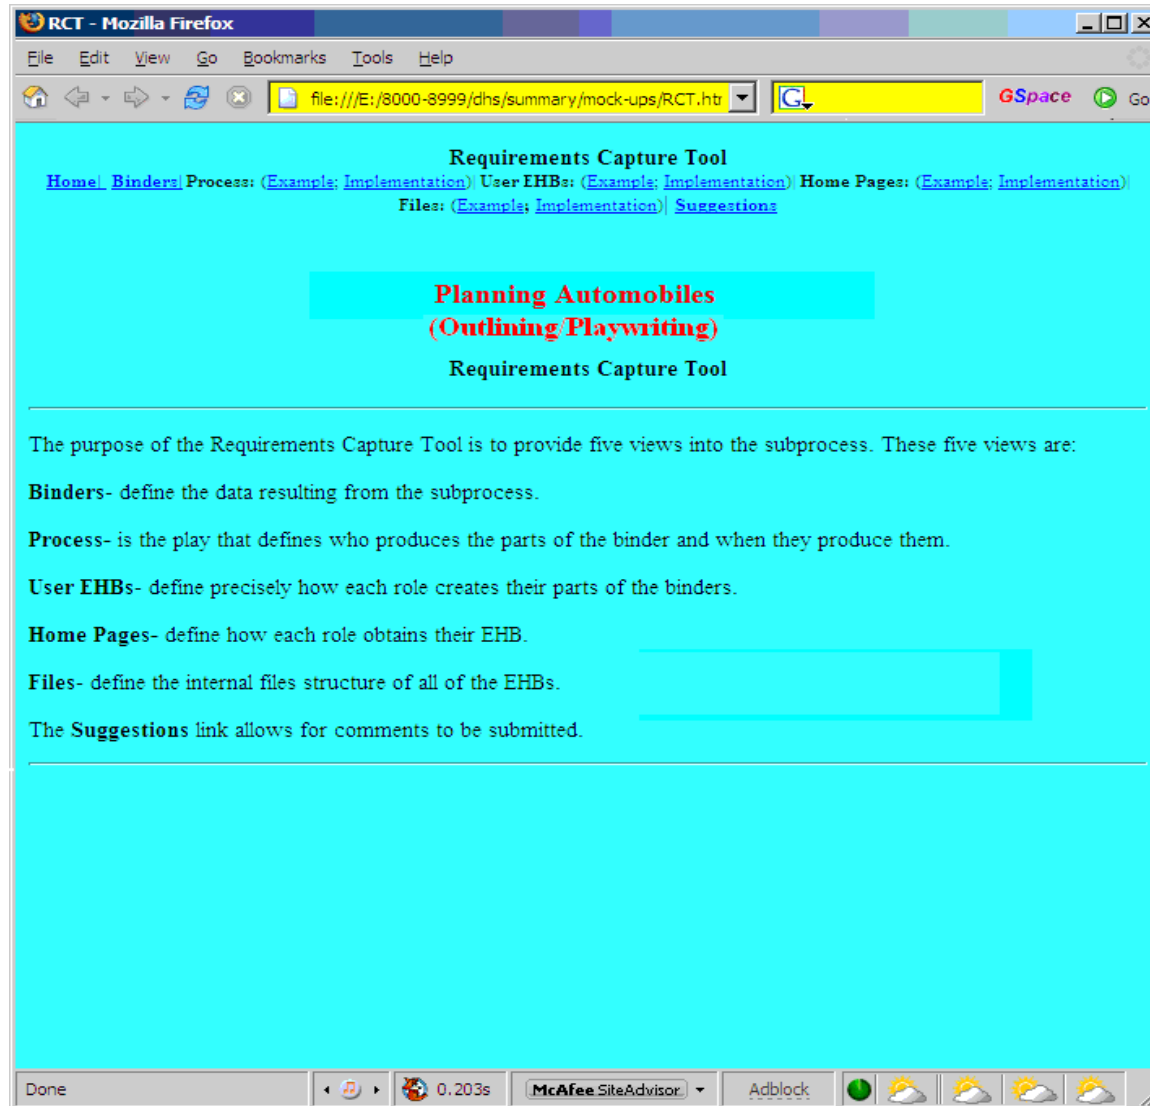 RCT - Mozilla Firefox
File Edit View Go Bookmarks Tools Help
file:///E:/8000-8999/dhs/summary/mock-ups/RCT.htr G GSpace Go
Requirements Capture Tool
Home| Binders| Process: (Example; Implementation)| User EHBs: (Example; Implementation)| Home Pages: (Example; Implementation)|
Files: (Example; Implementation)| Suggestions
Planning Automobiles
(Outlining/Playwriting)
Requirements Capture Tool
The purpose of the Requirements Capture Tool is to provide five views into the subprocess. These five views are:
Binders- define the data resulting from the subprocess.
Process- is the play that defines who produces the parts of the binder and when they produce them.
User EHBs- define precisely how each role creates their parts of the binders.
Home Pages- define how each role obtains their EHB.
Files- define the internal files structure of all of the EHBs.
The Suggestions link allows for comments to be submitted.
Done 0.203s McAfee SiteAdvisor Adblock